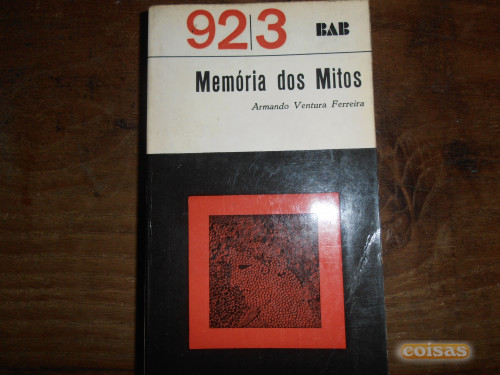 92|3 BAB
Memória dos Mitos
Armando Ventura Ferreira
coisas